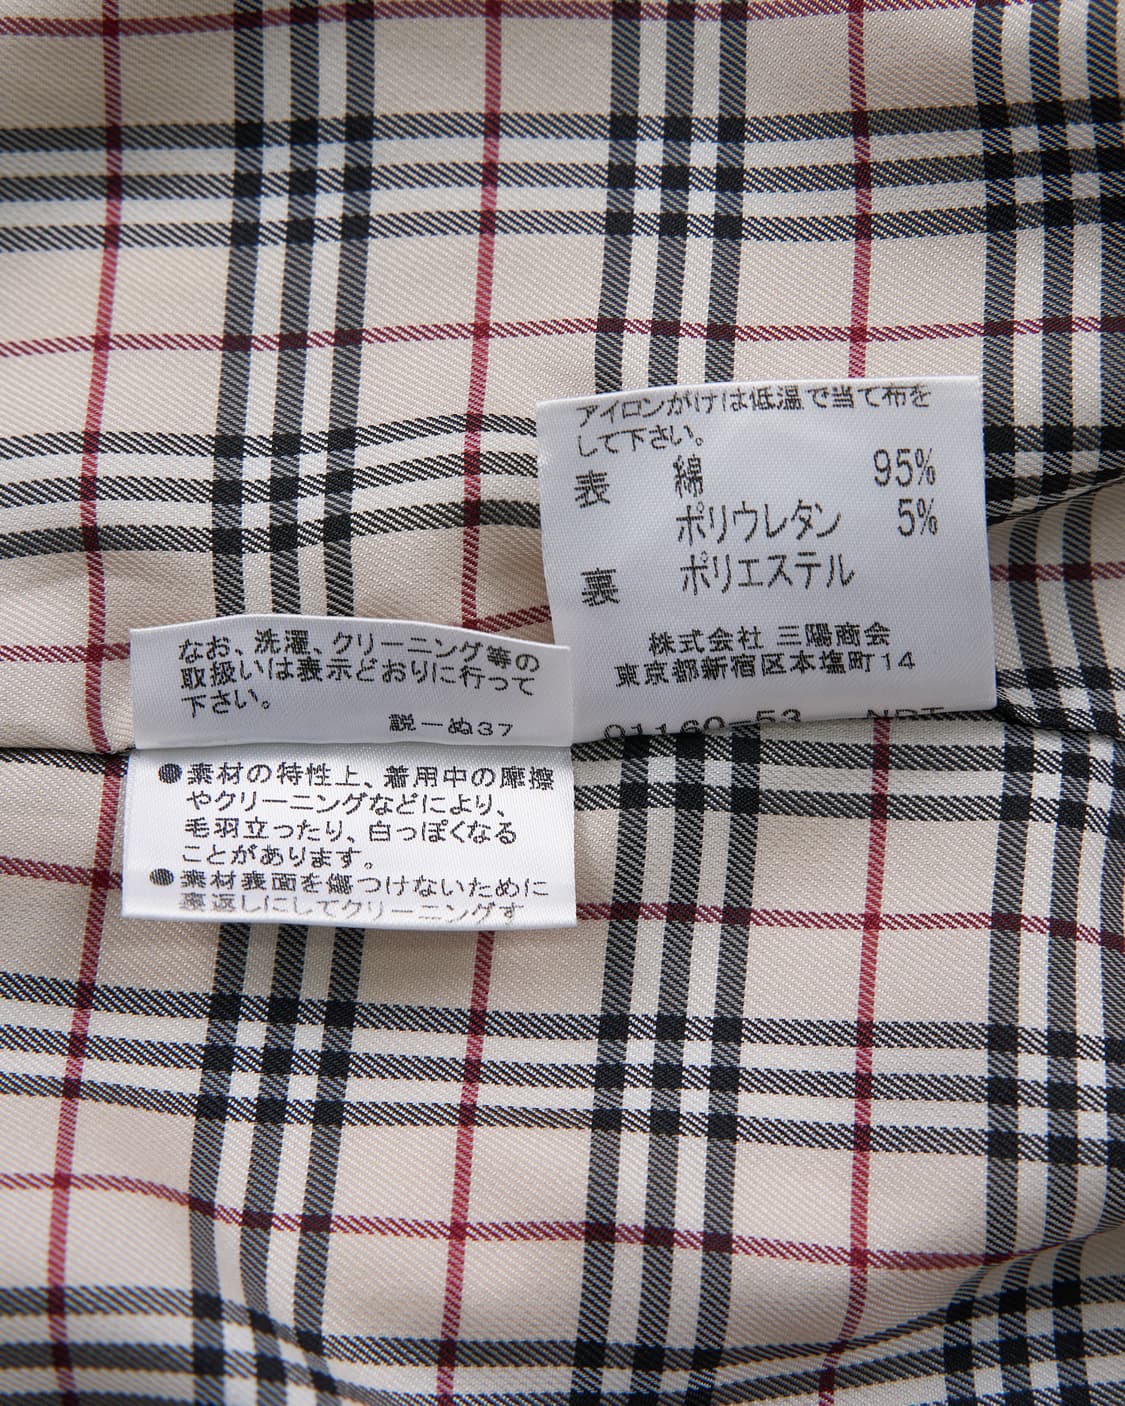 アイロンがけは低温で当て布を
して下さい。
表 綿 95%
ポリウレタン 5%
裏 ポリエステル
株式会社 三陽商会
東京都新宿区本塩町14
01160-53 NDT
なお、洗濯、クリーニング等の
取扱いは表示どおりに行って
下さい。
説ーぬ37
●素材の特性上、着用中の摩擦
やクリーニングなどにより、
毛羽立ったり、白っぽくなる
ことがあります。
●素材表面を傷つけないために
裏返しにしてクリーニングす